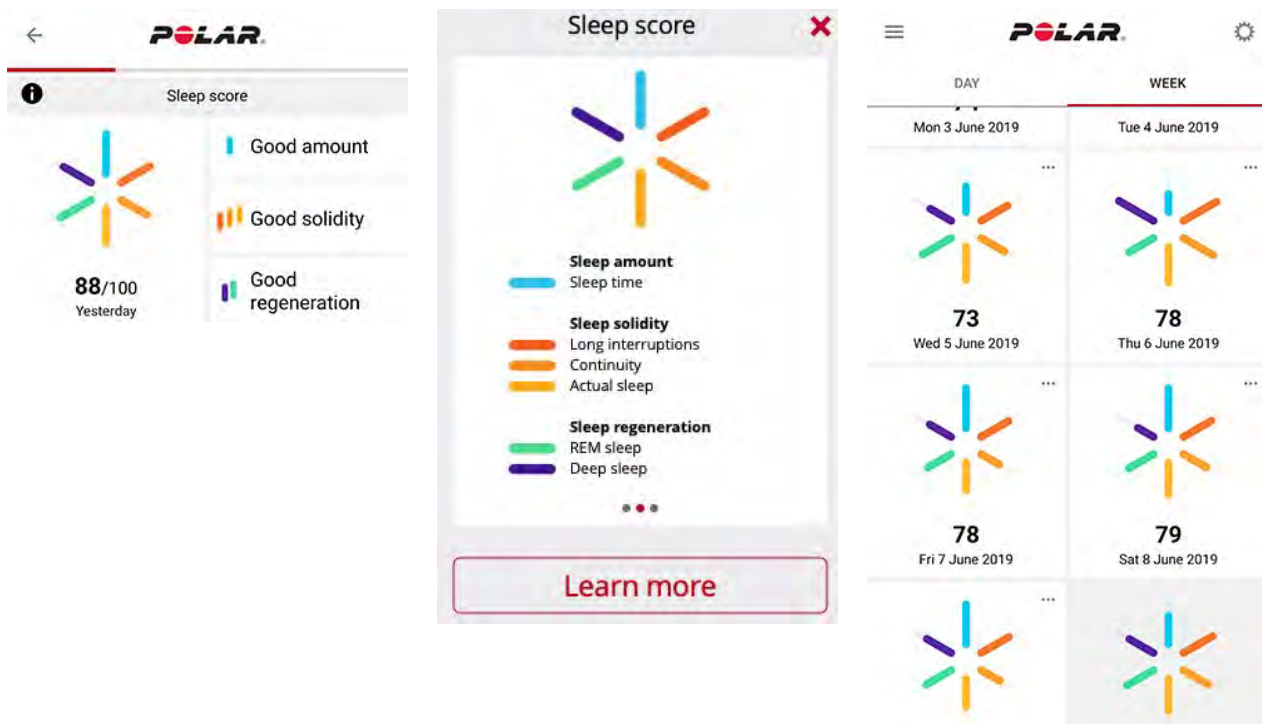 POLAR.
Sleep score
Good amount
Good solidity
Good
regeneration
88/100
Yesterday
Sleep score
Sleep amount
Sleep time
Sleep solidity
Long interruptions
Continuity
Actual sleep
Sleep regeneration
REM sleep
Deep sleep
Learn more
POLAR.
DAY
WEEK
Mon 3 June 2019
Tue 4 June 2019
73
Wed 5 June 2019
78
Thu 6 June 2019
78
Fri 7 June 2019
79
Sat 8 June 2019